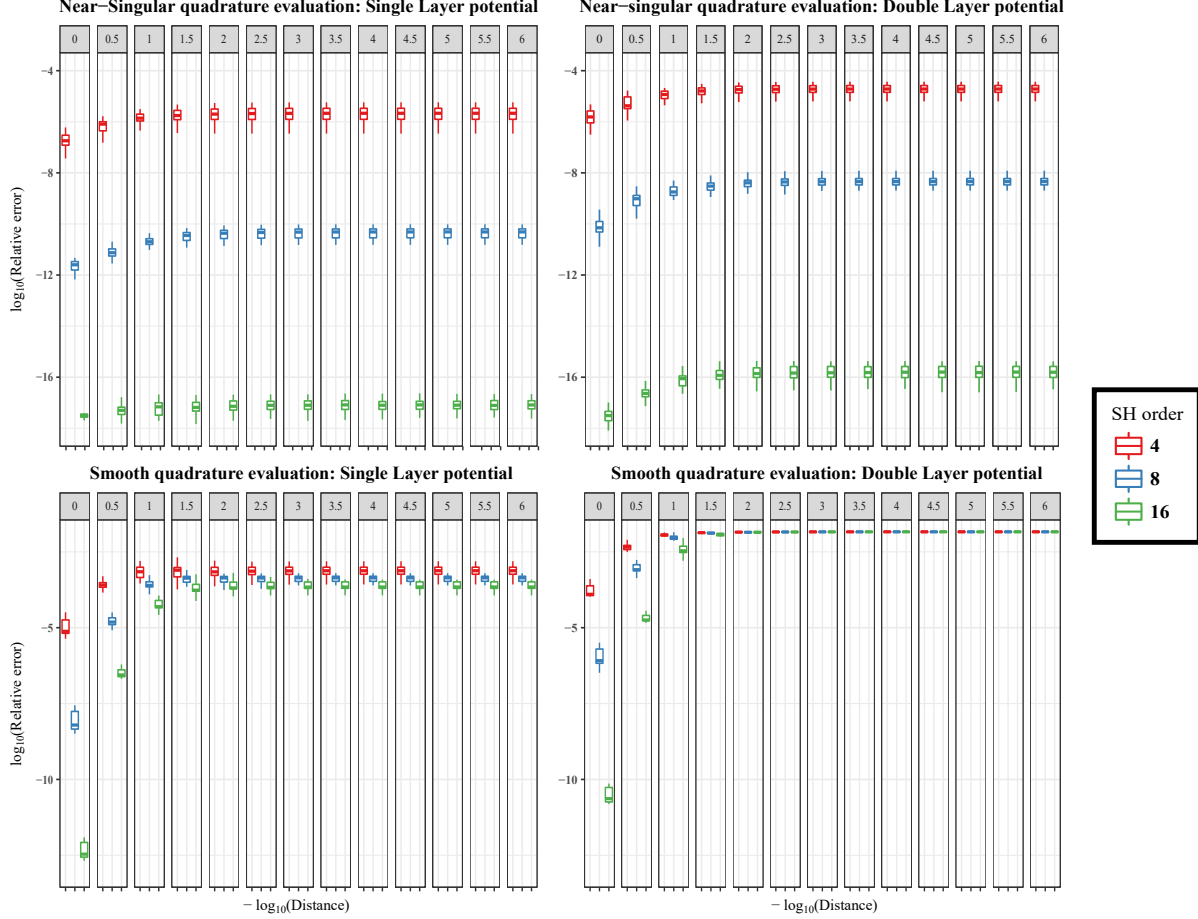 Near−Singular quadrature evaluation: Single Layer potential
0 0.5 1 1.5 2 2.5 3 3.5 4 4.5 5 5.5 6
−4
−8
−12
−16
log10(Relative error)
Near−singular quadrature evaluation: Double Layer potential
0 0.5 1 1.5 2 2.5 3 3.5 4 4.5 5 5.5 6
−4
−8
−12
−16
Smooth quadrature evaluation: Single Layer potential
0 0.5 1 1.5 2 2.5 3 3.5 4 4.5 5 5.5 6
−5
−10
log10(Relative error)
− log10(Distance)
Smooth quadrature evaluation: Double Layer potential
0 0.5 1 1.5 2 2.5 3 3.5 4 4.5 5 5.5 6
−5
−10
− log10(Distance)
SH order
4
8
16